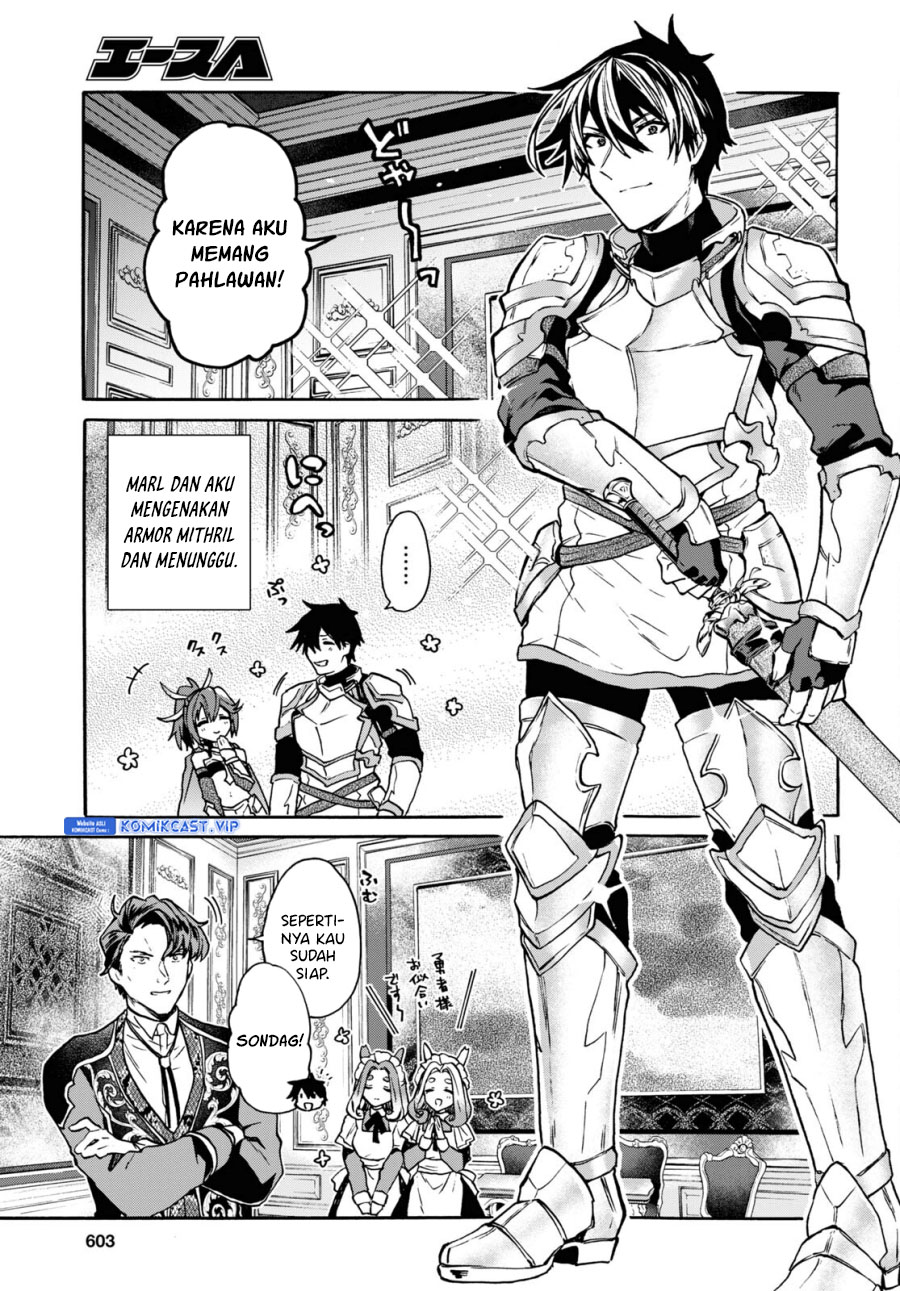 エースA
KARENA AKU
MEMANG
PAHLAWAN!
どやーっ
MARL DAN AKU
MENGENAKAN
ARMOR MITHRIL
DAN MENUNGGU.
にへっ
......
ぷっ
クスクス
Website ASLI
KOMIKCAST Cuma :
KOMIKCAST.VIP
SEPERTI-
NYA KAU
SUDAH
SIAP.
ふむ
SONDAG!
勇者様
お似合い
です〜
603